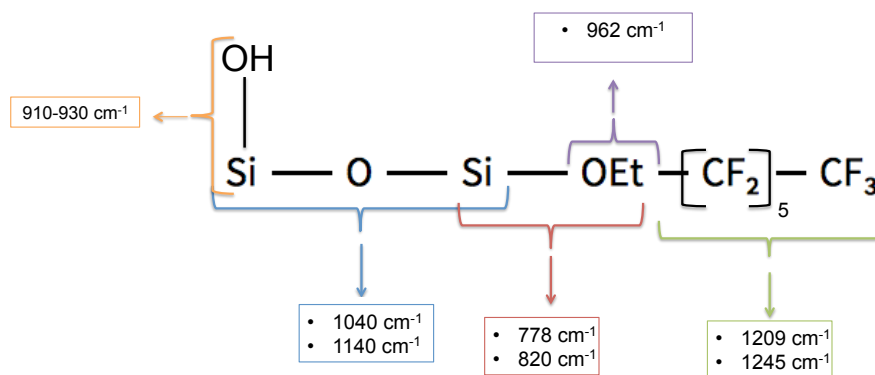 • 962 cm-1
OH
910-930 cm-1
Si — O — Si — OEt — [CF2]5 — CF3
• 1040 cm-1
• 1140 cm-1
• 778 cm-1
• 820 cm-1
• 1209 cm-1
• 1245 cm-1